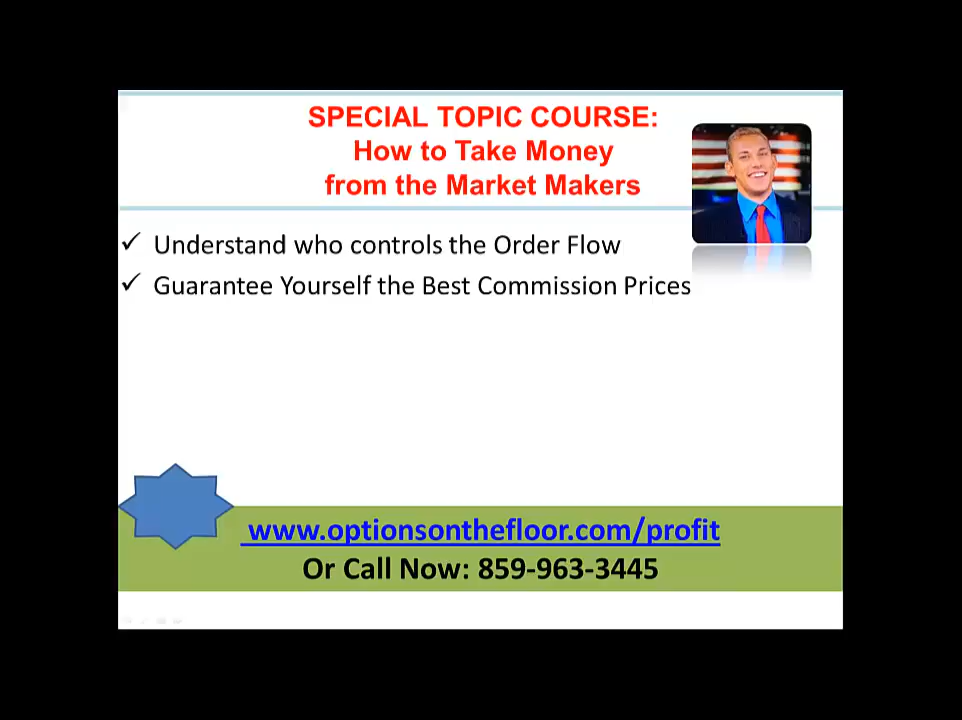 SPECIAL TOPIC COURSE:
How to Take Money
from the Market Makers
✓ Understand who controls the Order Flow
✓ Guarantee Yourself the Best Commission Prices
www.optionsonthefloor.com/profit
Or Call Now: 859-963-3445